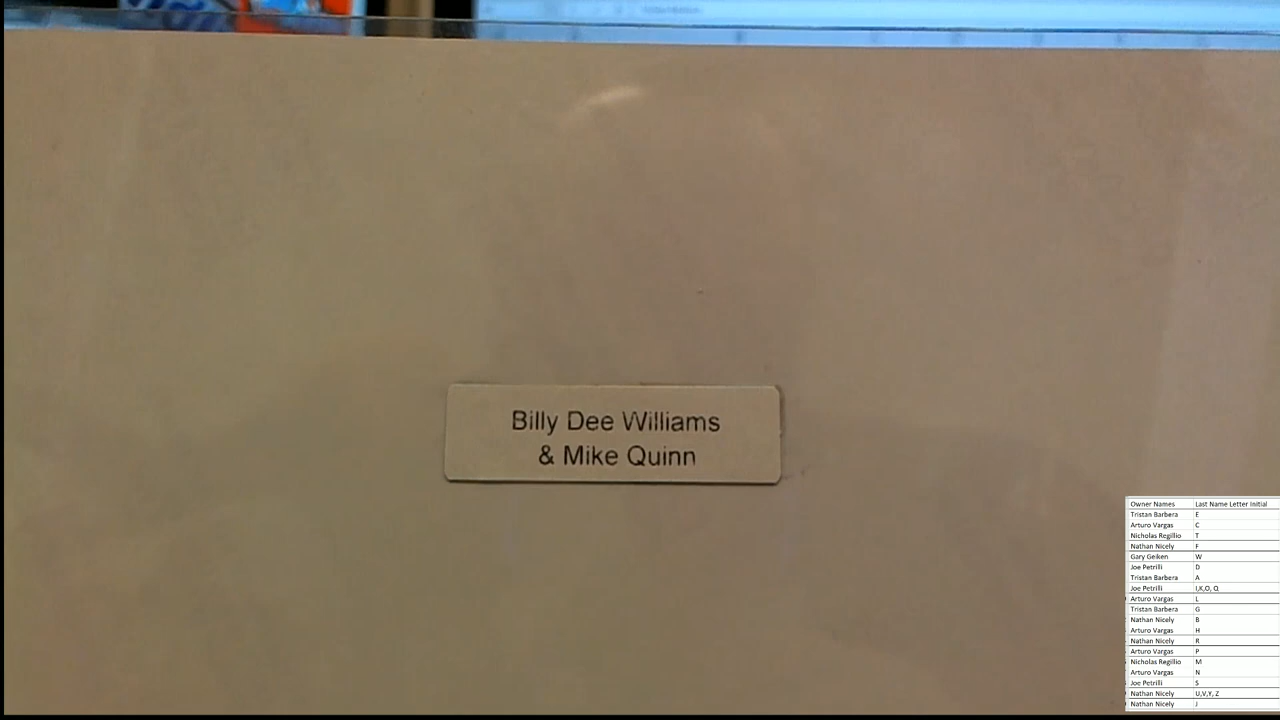 Billy Dee Williams
& Mike Quinn
Owner Names Last Name Letter Initial
Tristan Barbera E
Arturo Vargas C
Nicholas Regillio T
Nathan Nicely F
Gary Geiken W
Joe Petrilli D
Tristan Barbera A
Joe Petrilli I,K,O, Q
Arturo Vargas L
Tristan Barbera G
Nathan Nicely B
Arturo Vargas H
Nathan Nicely R
Arturo Vargas P
Nicholas Regillio M
Arturo Vargas N
Joe Petrilli S
Nathan Nicely U,V,Y, Z
Nathan Nicely J